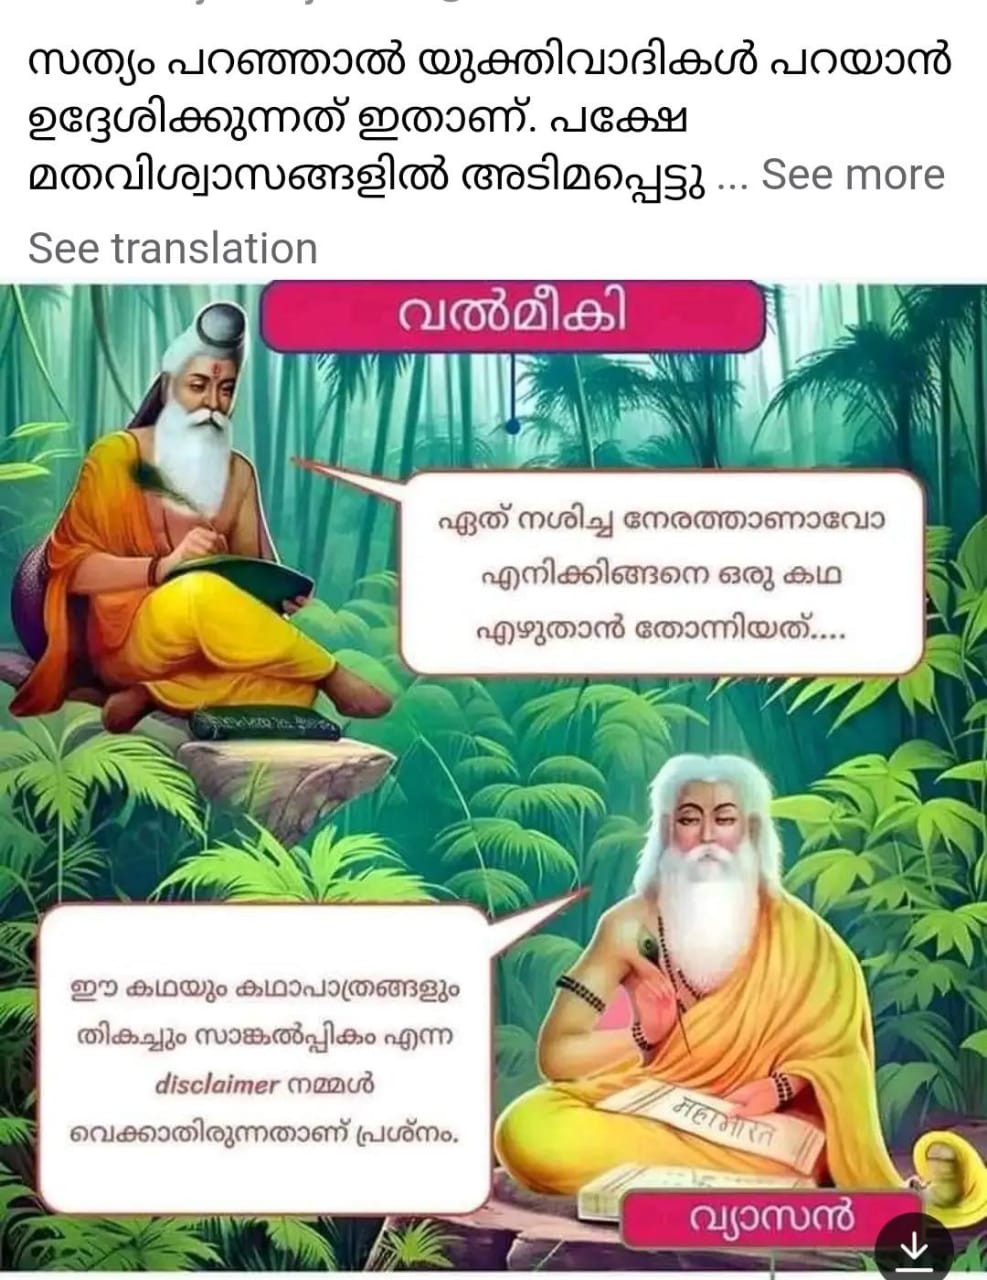 സത്യം പറഞ്ഞാൽ യുക്തിവാദികൾ പറയാൻ
ഉദ്ദേശിക്കുന്നത് ഇതാണ്. പക്ഷേ
മതവിശ്വാസങ്ങളിൽ അടിമപ്പെട്ടു ... See more
See translation
വൽമീകി
ഏത് നശിച്ച നേരത്താണാവോ
എനിക്കിങ്ങനെ ഒരു കഥ
എഴുതാൻ തോന്നിയത്....
ഈ കഥയും കഥാപാത്രങ്ങളും
തികച്ചും സാങ്കൽപ്പികം എന്ന
disclaimer നമ്മൾ
വെക്കാതിരുന്നതാണ് പ്രശ്നം.
महाभारत
വ്യാസൻ